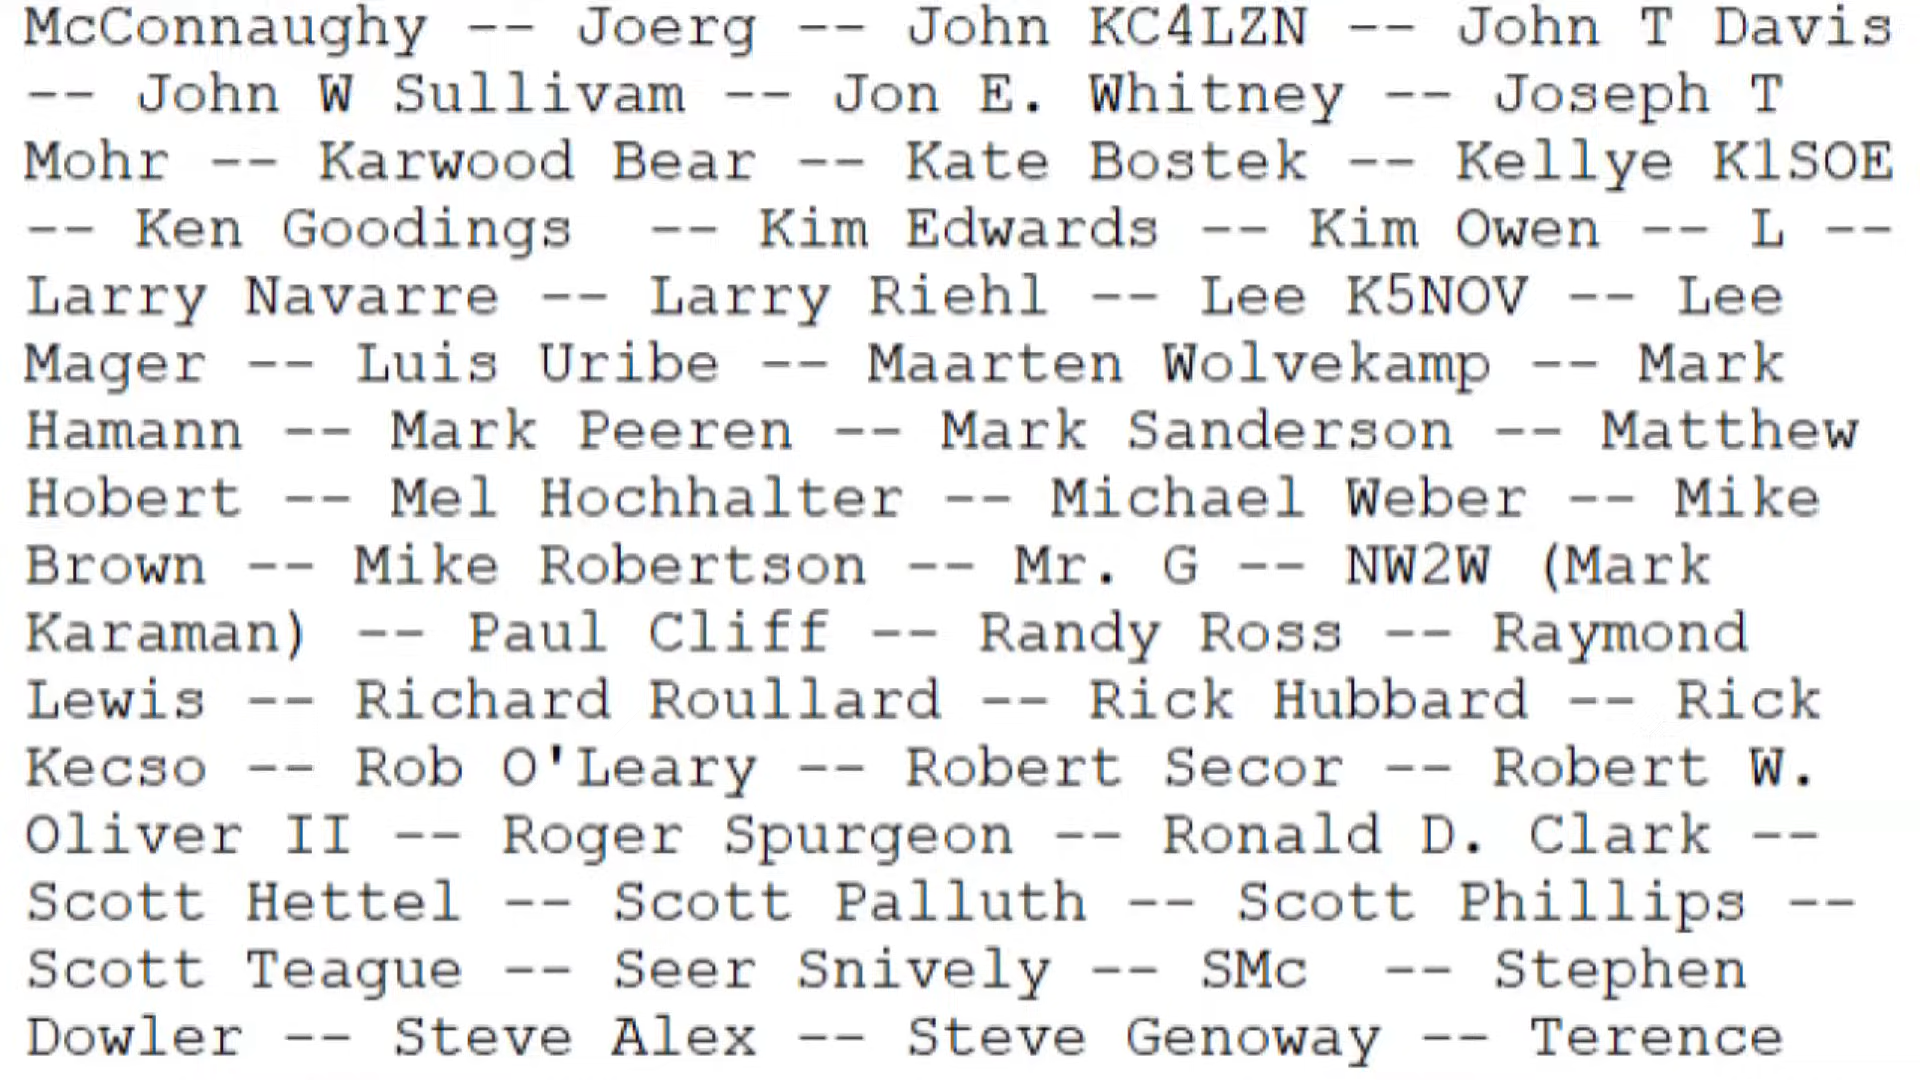 McConnaughy -- Joerg -- John KC4LZN -- John T Davis
-- John W Sullivam -- Jon E. Whitney -- Joseph T
Mohr -- Karwood Bear -- Kate Bostek -- Kellye K1SOE
-- Ken Goodings  -- Kim Edwards -- Kim Owen -- L --
Larry Navarre -- Larry Riehl -- Lee K5NOV -- Lee
Mager -- Luis Uribe -- Maarten Wolvekamp -- Mark
Hamann -- Mark Peeren -- Mark Sanderson -- Matthew
Hobert -- Mel Hochhalter -- Michael Weber -- Mike
Brown -- Mike Robertson -- Mr. G -- NW2W (Mark
Karaman) -- Paul Cliff -- Randy Ross -- Raymond
Lewis -- Richard Roullard -- Rick Hubbard -- Rick
Kecso -- Rob O'Leary -- Robert Secor -- Robert W.
Oliver II -- Roger Spurgeon -- Ronald D. Clark --
Scott Hettel -- Scott Palluth -- Scott Phillips --
Scott Teague -- Seer Snively -- SMc  -- Stephen
Dowler -- Steve Alex -- Steve Genoway -- Terence